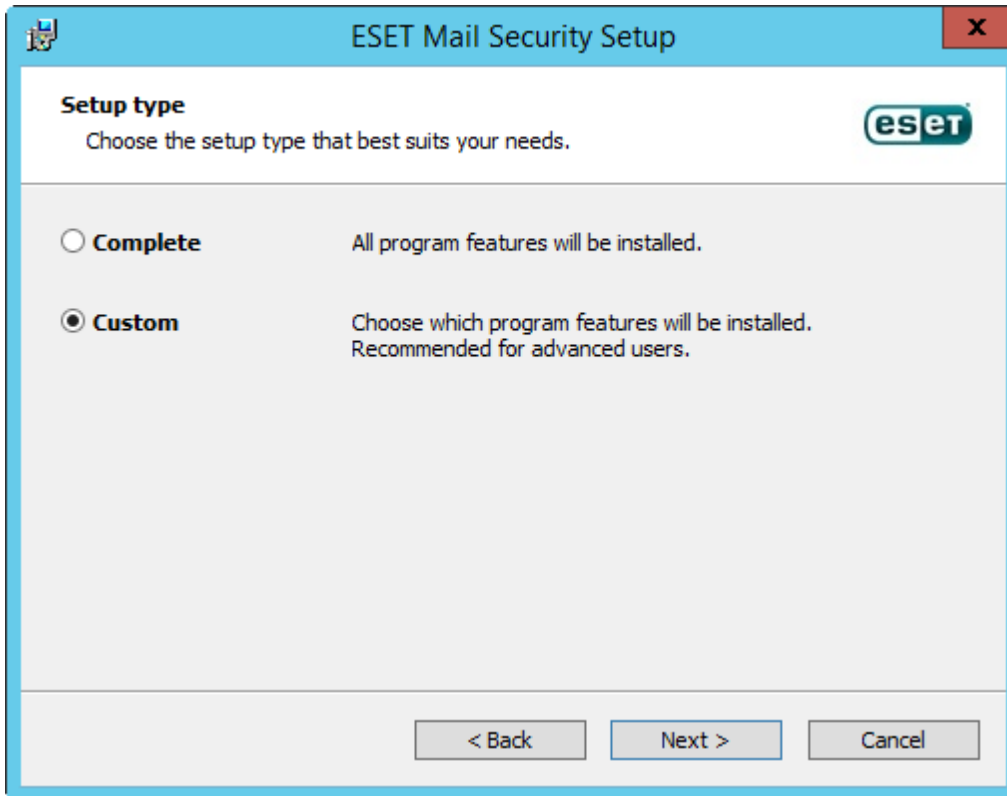 ESET Mail Security Setup
x
Setup type
Choose the setup type that best suits your needs.
eseT
Complete
All program features will be installed.
Custom
Choose which program features will be installed.
Recommended for advanced users.
< Back
Next >
Cancel